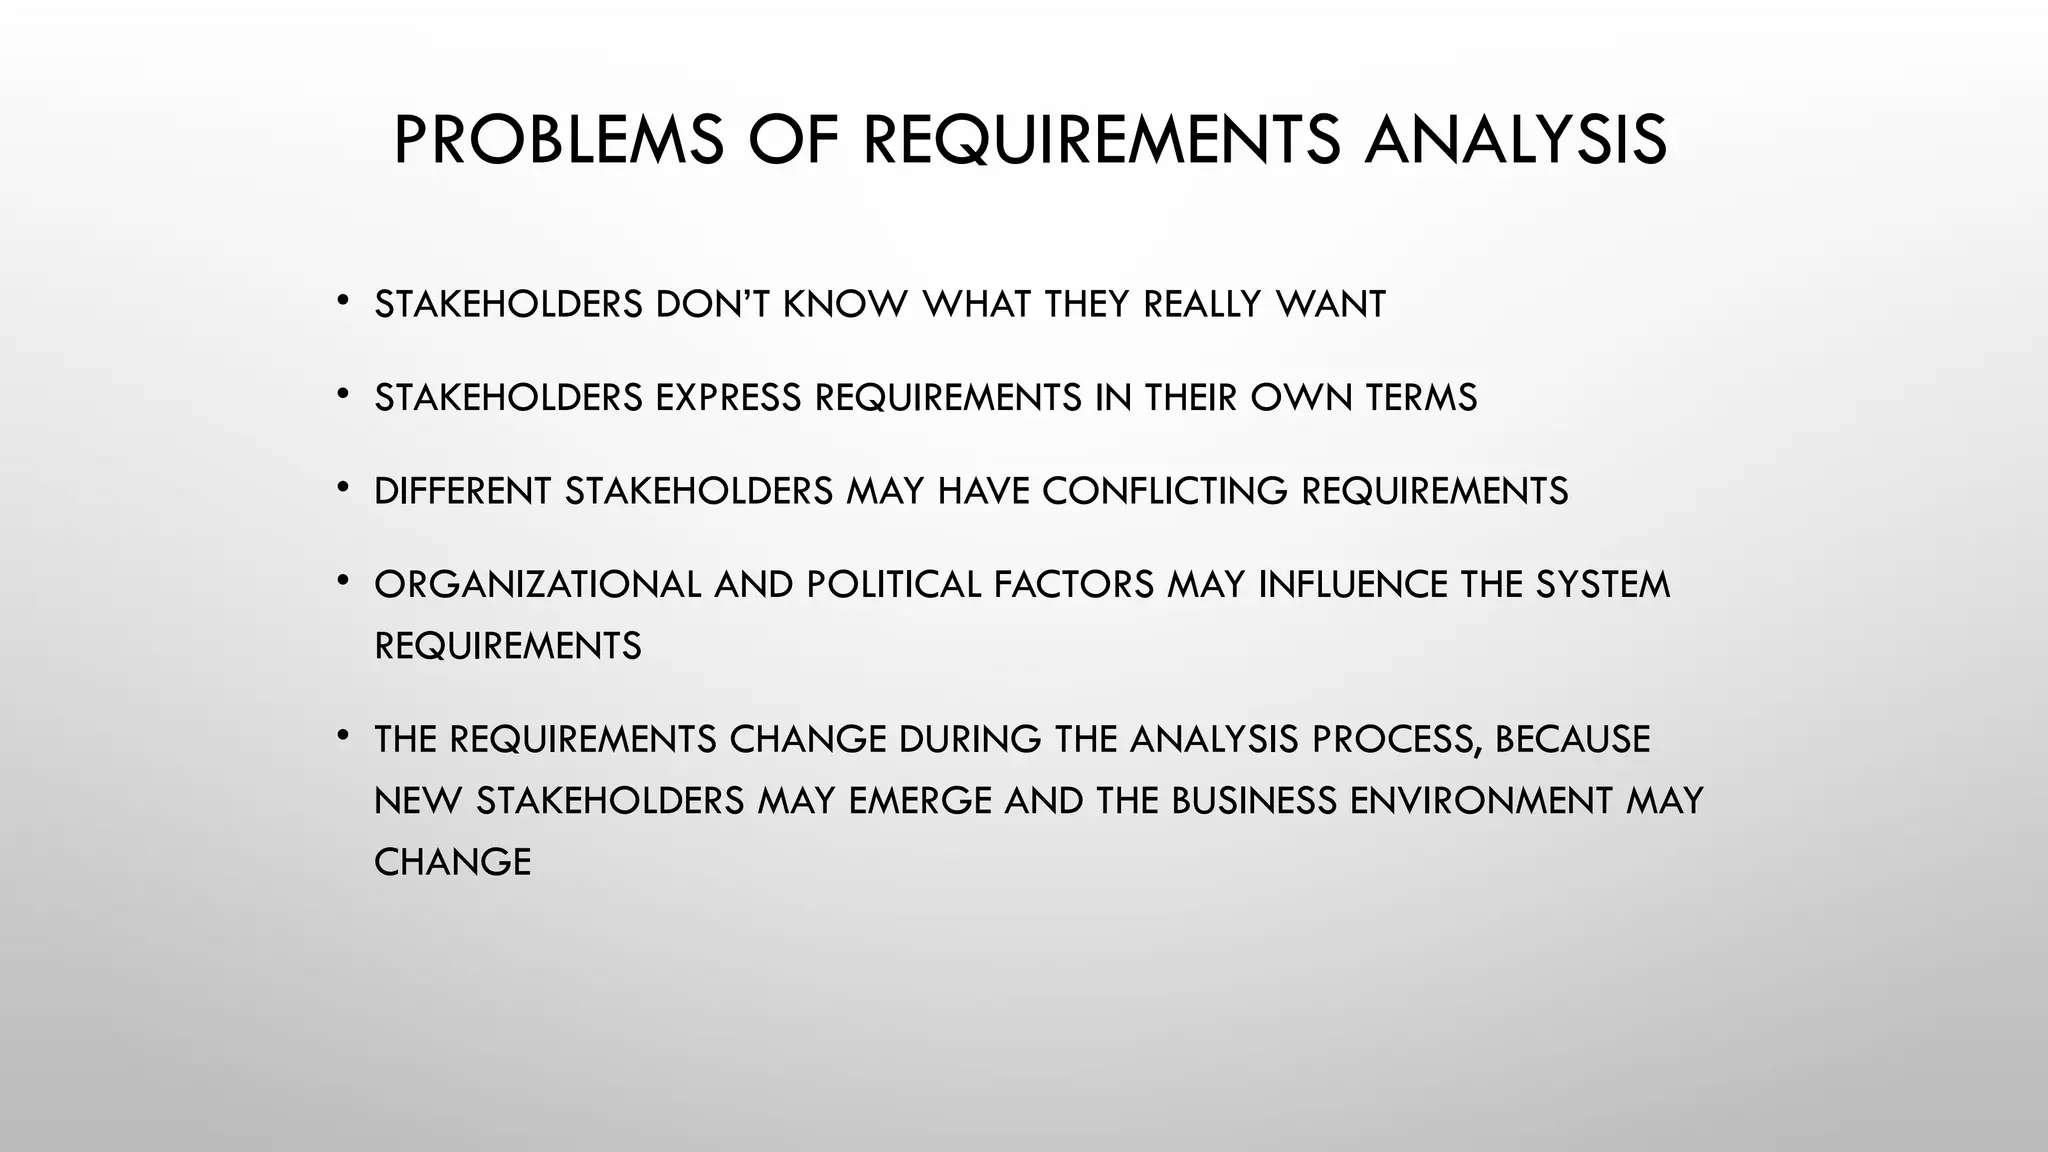 PROBLEMS OF REQUIREMENTS ANALYSIS
• STAKEHOLDERS DON’T KNOW WHAT THEY REALLY WANT
• STAKEHOLDERS EXPRESS REQUIREMENTS IN THEIR OWN TERMS
• DIFFERENT STAKEHOLDERS MAY HAVE CONFLICTING REQUIREMENTS
• ORGANIZATIONAL AND POLITICAL FACTORS MAY INFLUENCE THE SYSTEM
REQUIREMENTS
• THE REQUIREMENTS CHANGE DURING THE ANALYSIS PROCESS, BECAUSE
NEW STAKEHOLDERS MAY EMERGE AND THE BUSINESS ENVIRONMENT MAY
CHANGE